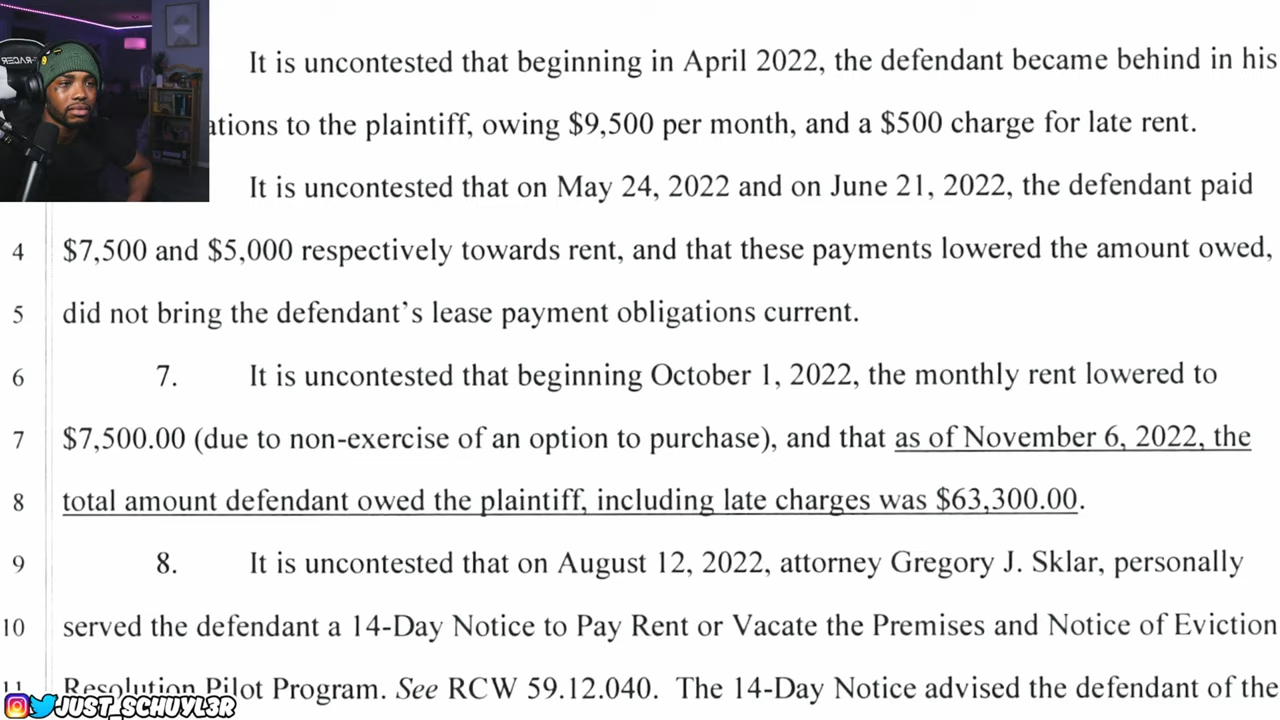 It is uncontested that beginning in April 2022, the defendant became behind in his
ations to the plaintiff, owing $9,500 per month, and a $500 charge for late rent.
It is uncontested that on May 24, 2022 and on June 21, 2022, the defendant paid
4 $7,500 and $5,000 respectively towards rent, and that these payments lowered the amount owed,
5 did not bring the defendant's lease payment obligations current.
6 7. It is uncontested that beginning October 1, 2022, the monthly rent lowered to
7 $7,500.00 (due to non-exercise of an option to purchase), and that as of November 6, 2022, the
8 total amount defendant owed the plaintiff, including late charges was $63,300.00.
9 8. It is uncontested that on August 12, 2022, attorney Gregory J. Sklar, personally
10 served the defendant a 14-Day Notice to Pay Rent or Vacate the Premises and Notice of Eviction
11 Resolution Pilot Program. See RCW 59.12.040. The 14-Day Notice advised the defendant of the
JUST_SCHUYL3R